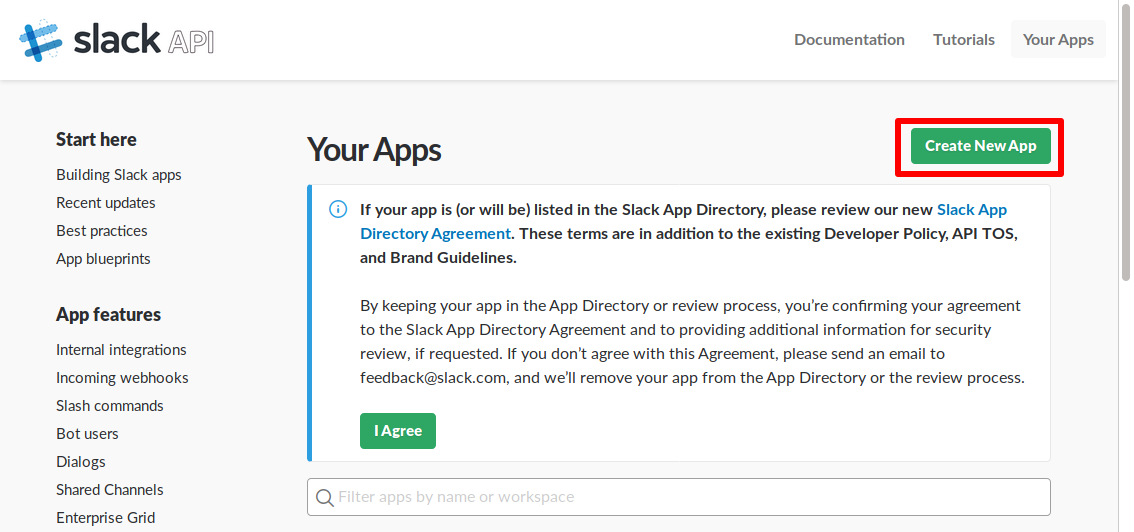 slack API
Documentation
Tutorials
Your Apps
Start here
Building Slack apps
Recent updates
Best practices
App blueprints
App features
Internal integrations
Incoming webhooks
Slash commands
Bot users
Dialogs
Shared Channels
Enterprise Grid
Your Apps
Create New App
If your app is (or will be) listed in the Slack App Directory, please review our new Slack App
Directory Agreement. These terms are in addition to the existing Developer Policy, API TOS,
and Brand Guidelines.
By keeping your app in the App Directory or review process, you’re confirming your agreement
to the Slack App Directory Agreement and to providing additional information for security
review, if requested. If you don’t agree with this Agreement, please send an email to
feedback@slack.com, and we’ll remove your app from the App Directory or the review process.
I Agree
Filter apps by name or workspace